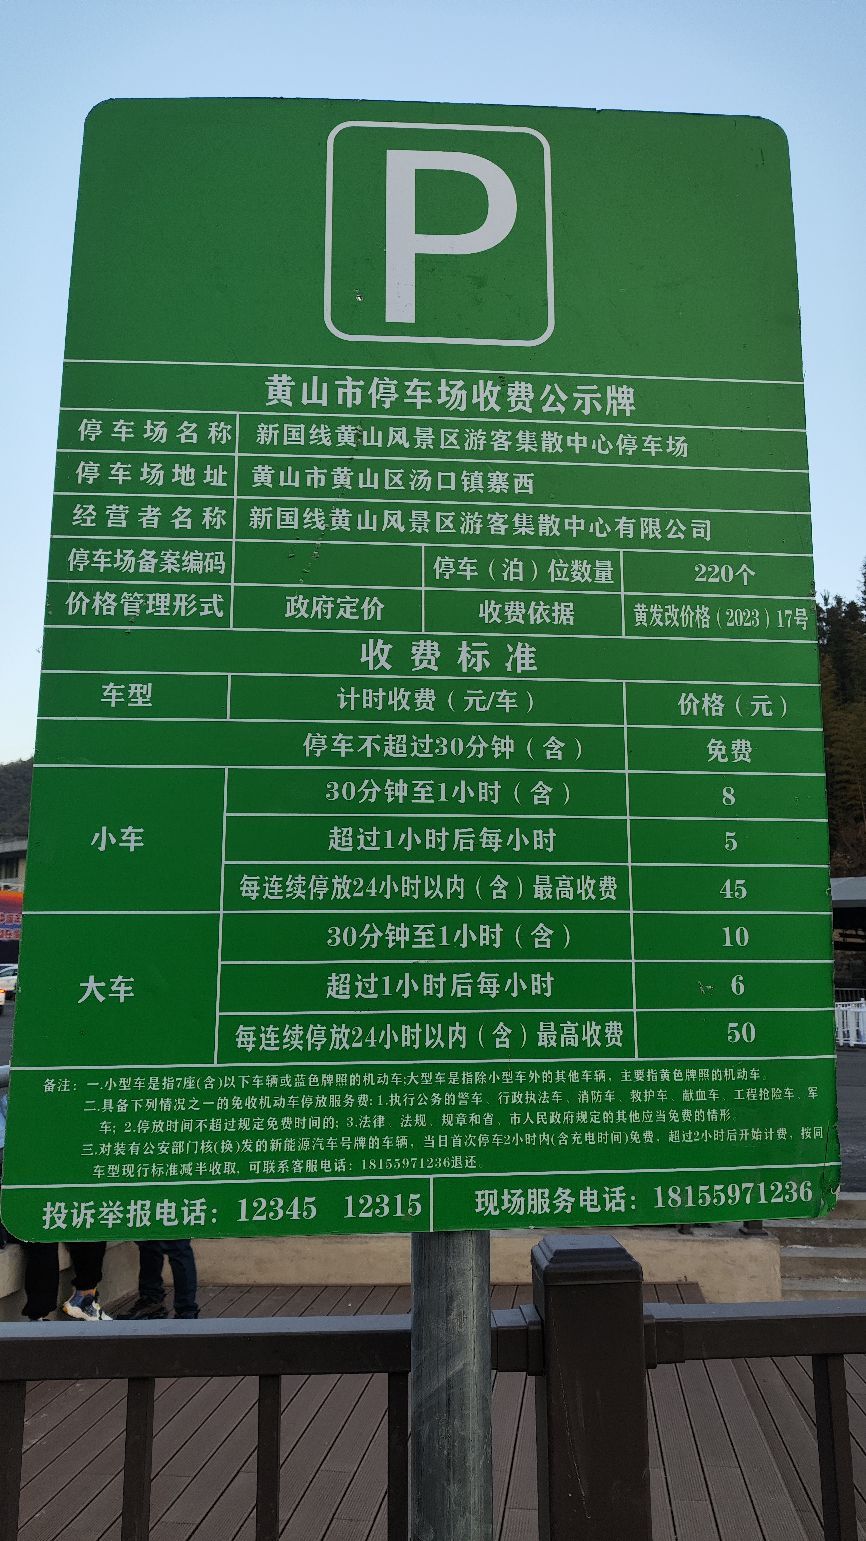 P
黄山市停车场收费公示牌
停车场名称 新国线黄山风景区游客集散中心停车场
停车场地址 黄山市黄山区汤口镇寨西
经营者名称 新国线黄山风景区游客集散中心有限公司
停车场备案编码 停车（泊）位数量 220个
价格管理形式 政府定价 收费依据 黄发改价格（2023）17号
收费标准
车型 计时收费（元/车） 价格（元）
停车不超过30分钟（含） 免费
小车
30分钟至1小时（含） 8
超过1小时后每小时 5
每连续停放24小时以内（含）最高收费 45
大车
30分钟至1小时（含） 10
超过1小时后每小时 6
每连续停放24小时以内（含）最高收费 50
备注：一.小型车是指7座(含)以下车辆或蓝色牌照的机动车;大型车是指除小型车外的其他车辆，主要指黄色牌照的机动车。
二.具备下列情况之一的免收机动车停放服务费：1.执行公务的警车、行政执法车、消防车、救护车、献血车、工程抢险车、军
车；2.停放时间不超过规定免费时间的；3.法律、法规、规章和省、市人民政府规定的其他应当免费的情形。
三.对装有公安部门核(换)发的新能源汽车号牌的车辆，当日首次停车2小时内(含充电时间)免费，超过2小时后开始计费，按同
车型现行标准减半收取，可联系客服电话：18155971236退还。
投诉举报电话：12345 12315 现场服务电话：18155971236